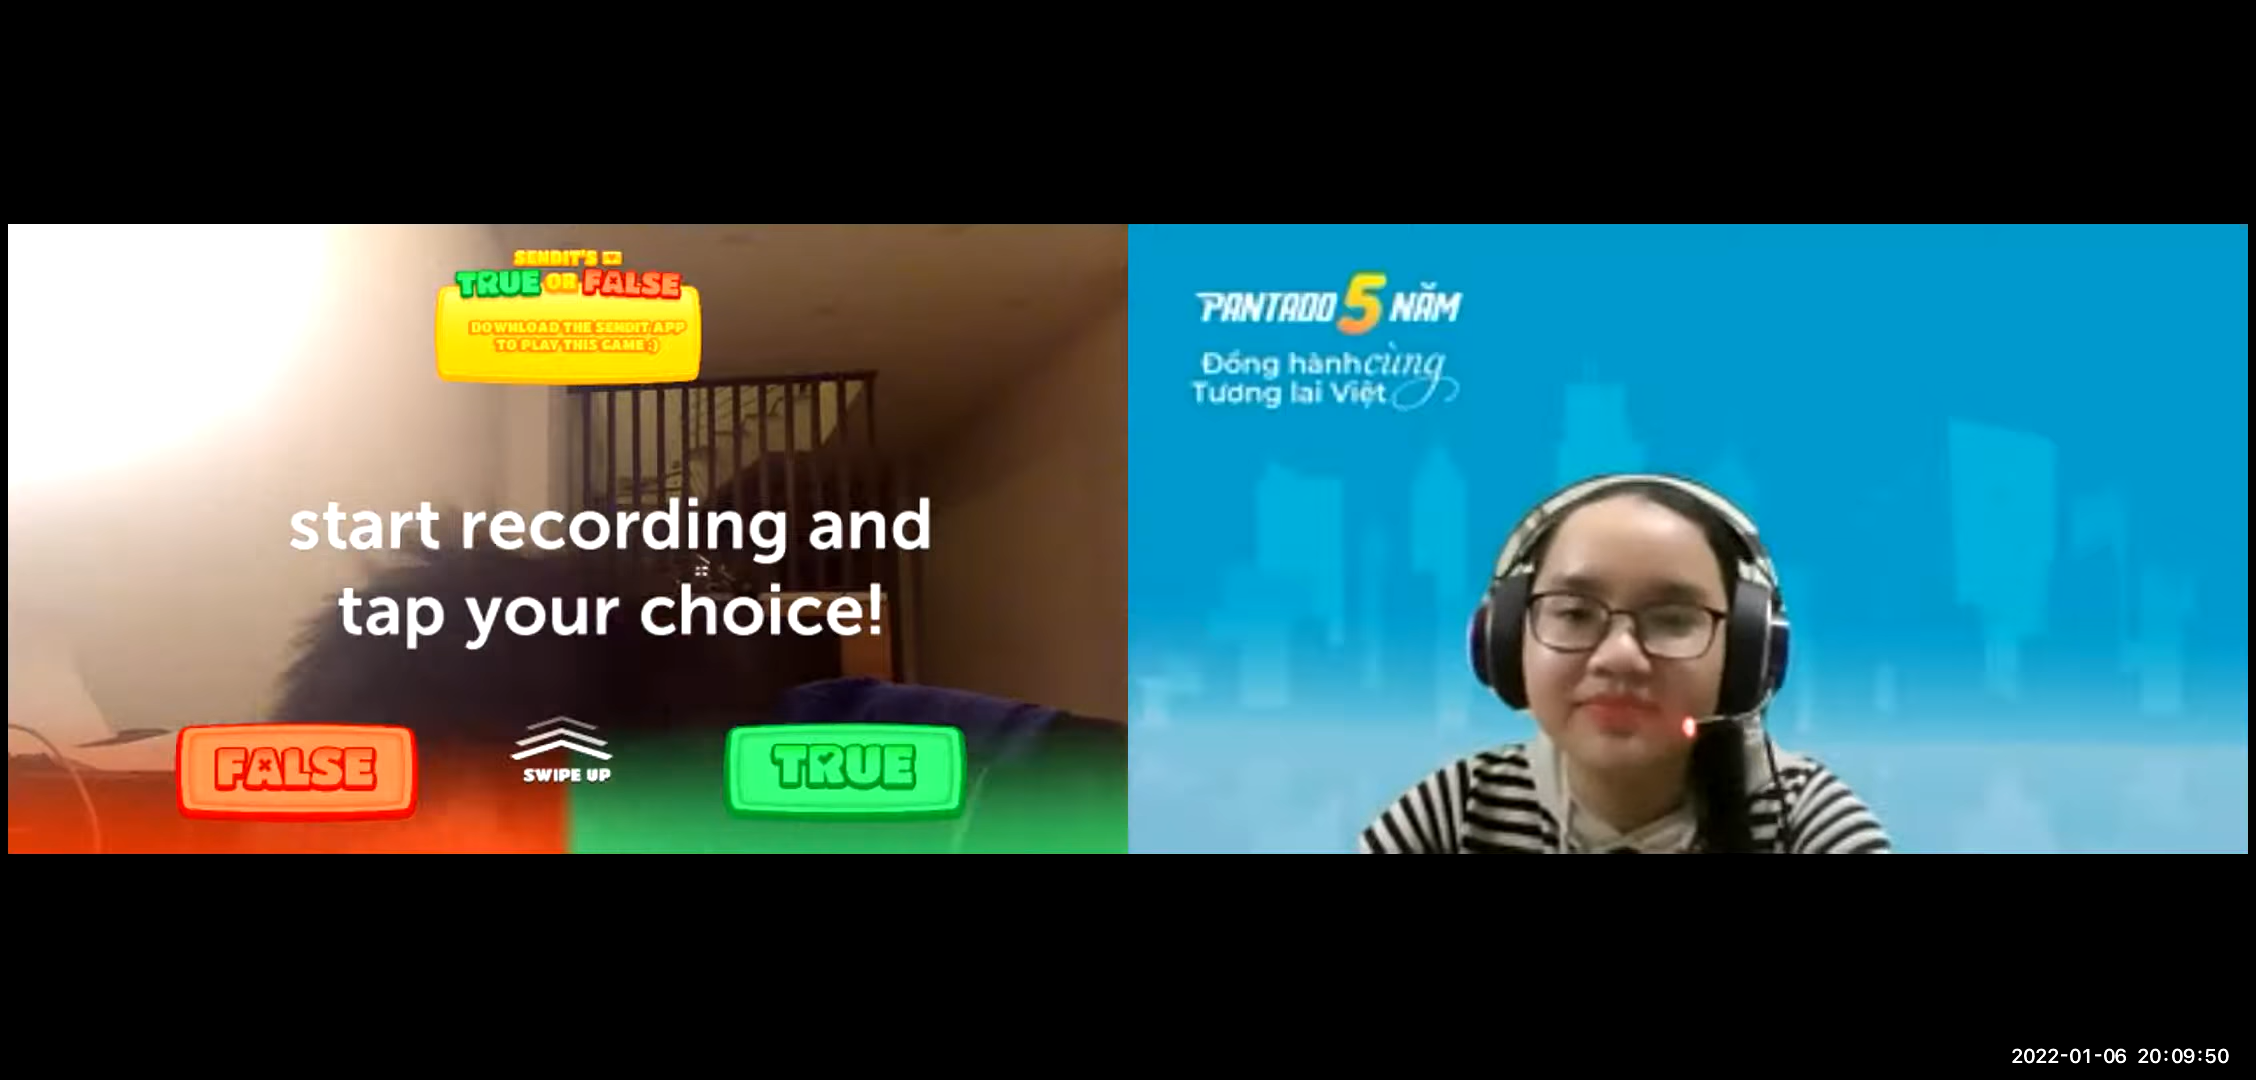 SENDIT'S
TRUE OR FALSE
DOWNLOAD THE SENDIT APP
TO PLAY THIS GAME :)
start recording and
tap your choice!
FALSE
SWIPE UP
TRUE
PANTADO 5 NĂM
Đồng hành cùng
Tương lai Việt
2022-01-06 20:09:50